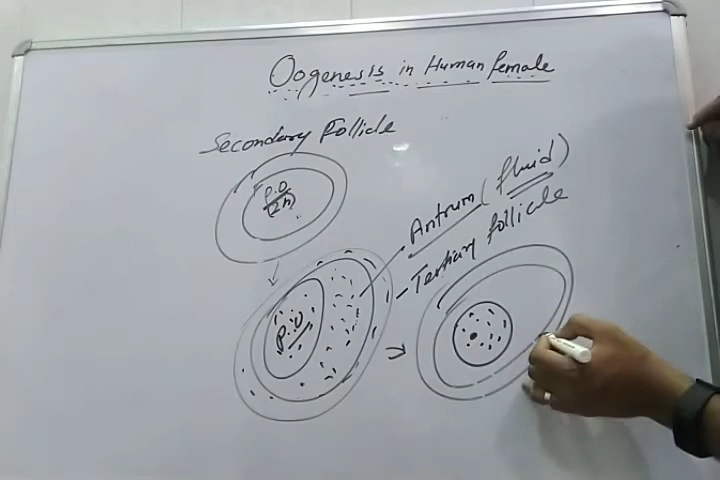 Oogenesis in Human female
Secondary Follicle
P.O
(2n)
Antrum (fluid)
Tertiary follicle
P.O